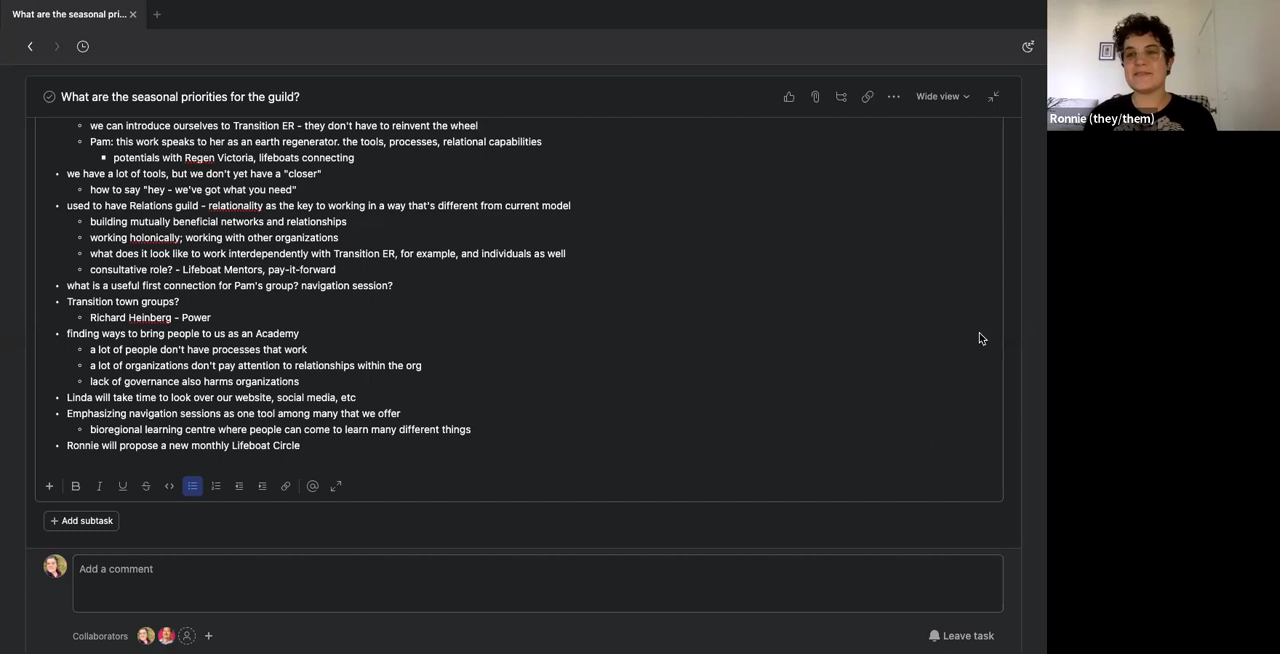 What are the seasonal pri...
What are the seasonal priorities for the guild?
Wide view
we can introduce ourselves to Transition ER - they don't have to reinvent the wheel
Pam: this work speaks to her as an earth regenerator. the tools, processes, relational capabilities
potentials with Regen Victoria, lifeboats connecting
we have a lot of tools, but we don't yet have a "closer"
how to say "hey - we've got what you need"
used to have Relations guild - relationality as the key to working in a way that's different from current model
building mutually beneficial networks and relationships
working holonically; working with other organizations
what does it look like to work interdependently with Transition ER, for example, and individuals as well
consultative role? - Lifeboat Mentors, pay-it-forward
what is a useful first connection for Pam's group? navigation session?
Transition town groups?
Richard Heinberg - Power
finding ways to bring people to us as an Academy
a lot of people don't have processes that work
a lot of organizations don't pay attention to relationships within the org
lack of governance also harms organizations
Linda will take time to look over our website, social media, etc
Emphasizing navigation sessions as one tool among many that we offer
bioregional learning centre where people can come to learn many different things
Ronnie will propose a new monthly Lifeboat Circle
Add subtask
Add a comment
Collaborators
Leave task
Ronnie (they/them)